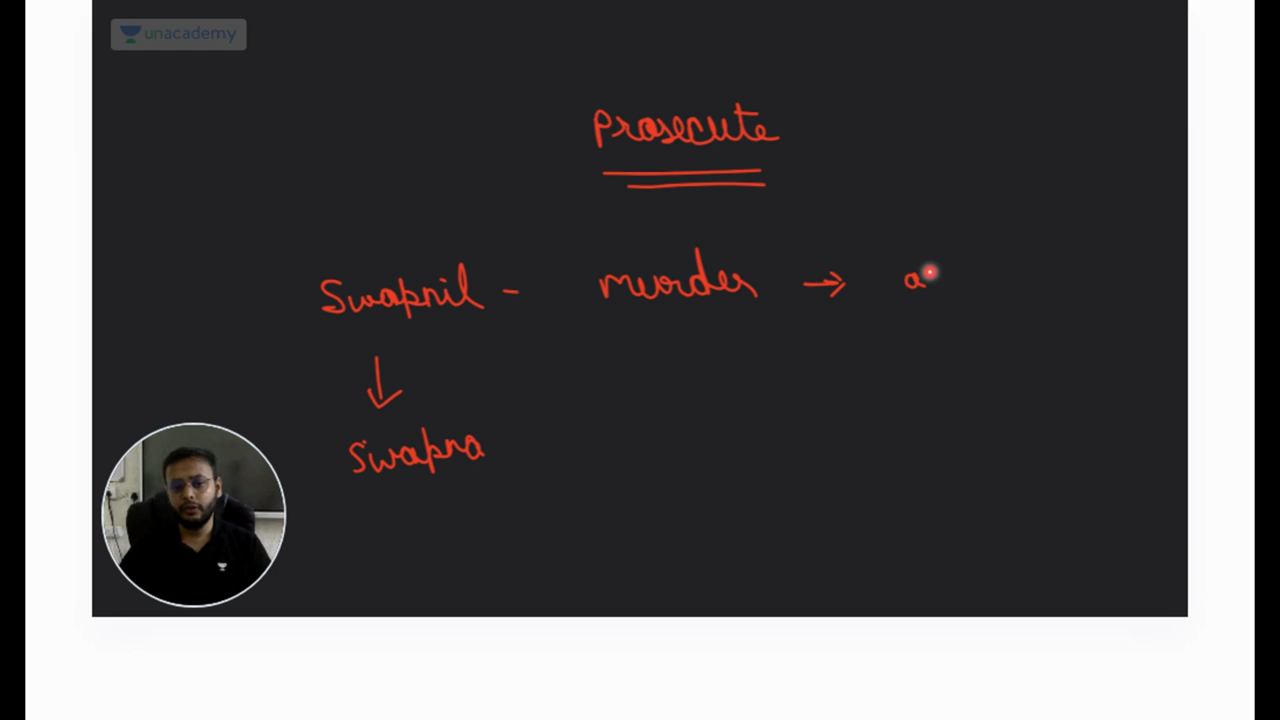 unacademy
Prosecute
Swapnil - murder → a
↓
Swapna